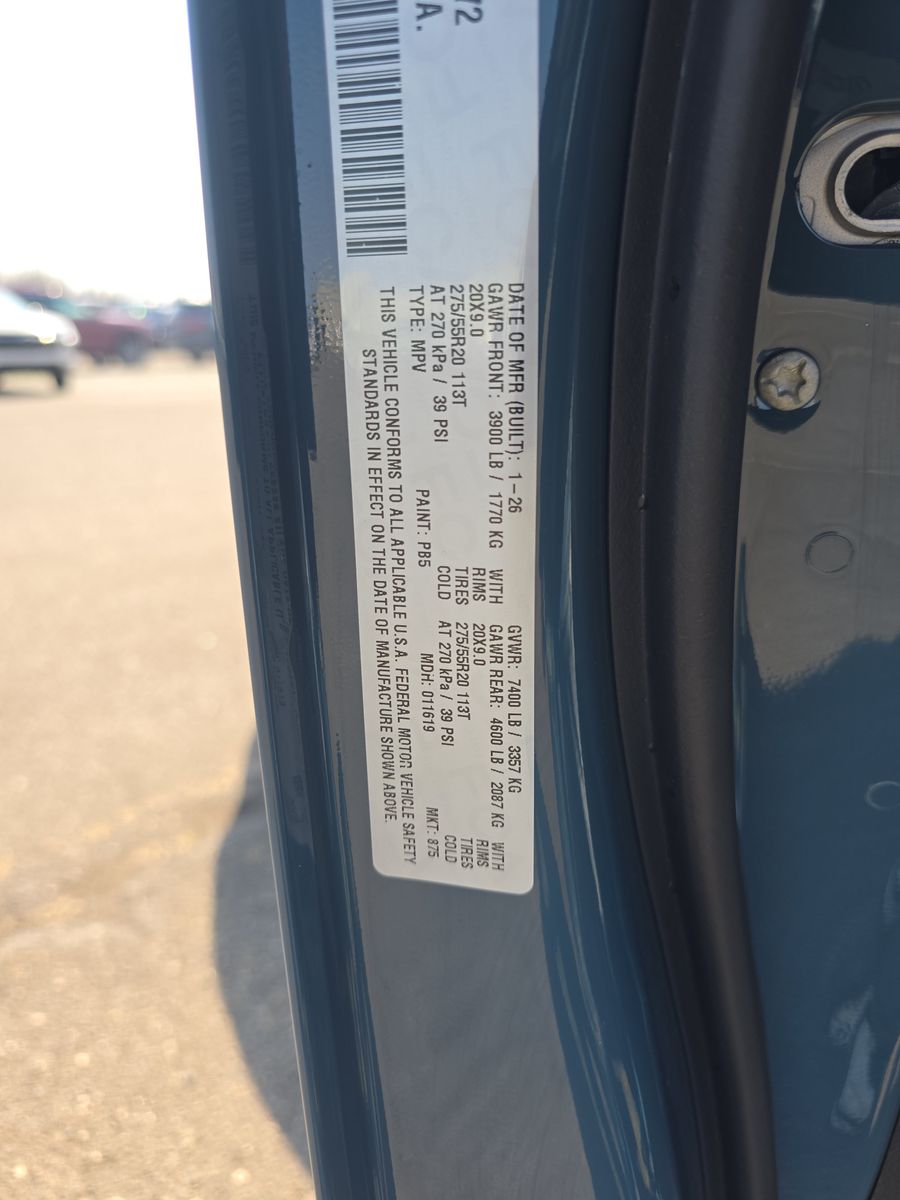 72
A.
DATE OF MFR (BUILT): 1-26 GVWR: 7400 LB / 3357 KG
GAWR FRONT: 3900 LB / 1770 KG WITH GAWR REAR: 4600 LB / 2087 KG WITH
20X9.0 RIMS 20X9.0 RIMS
275/55R20 113T TIRES 275/55R20 113T TIRES
AT 270 kPa / 39 PSI COLD AT 270 kPa / 39 PSI COLD
TYPE: MPV PAINT: PB5 MDH: 011619 MKT: 875
THIS VEHICLE CONFORMS TO ALL APPLICABLE U.S.A. FEDERAL MOTOR VEHICLE SAFETY
STANDARDS IN EFFECT ON THE DATE OF MANUFACTURE SHOWN ABOVE.